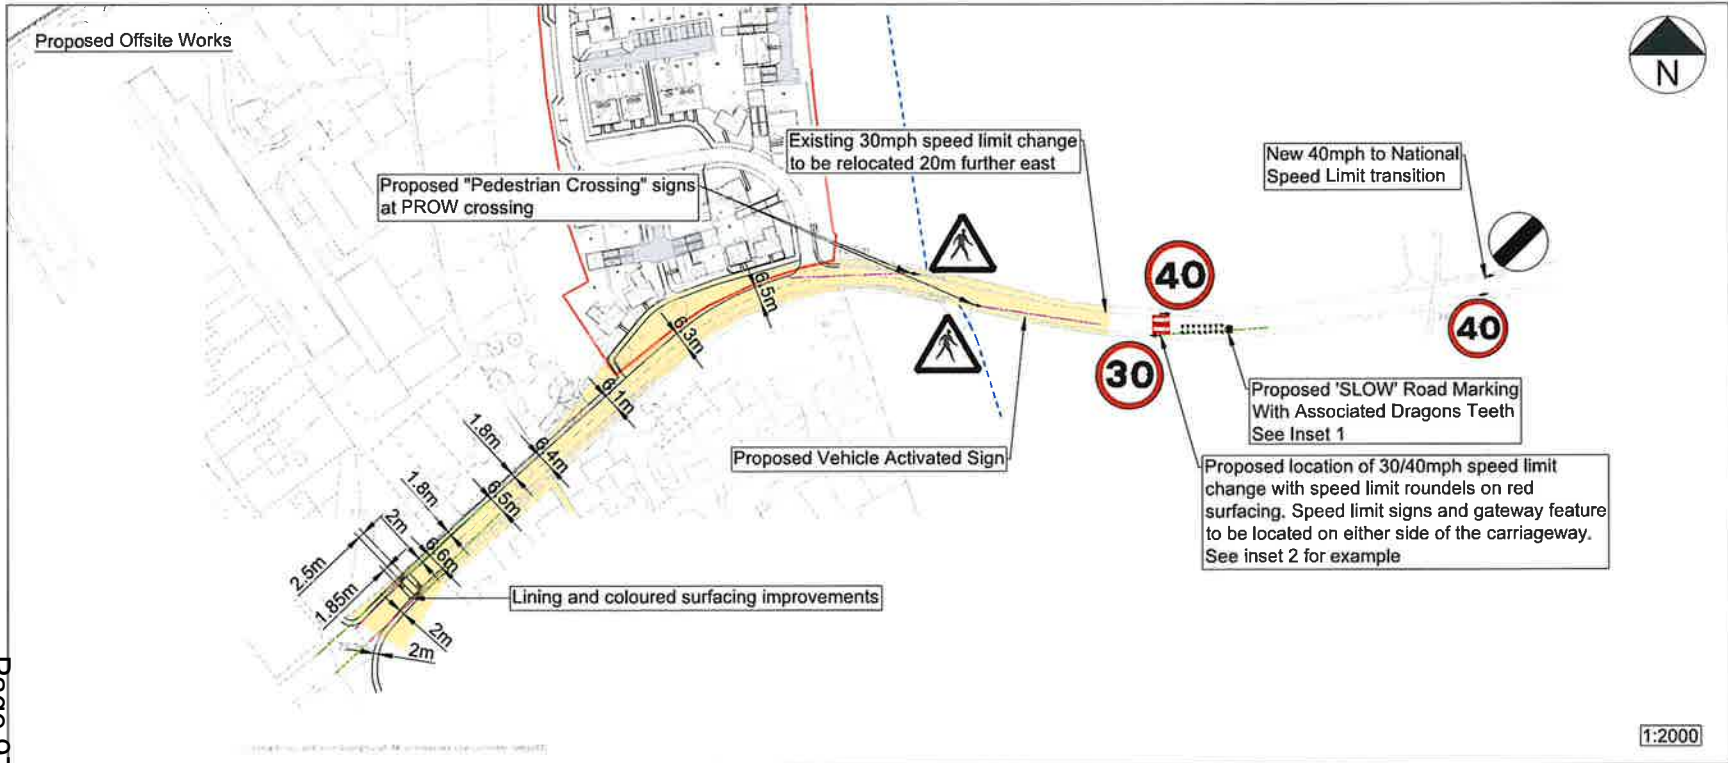 Proposed Offsite Works
N
Existing 30mph speed limit change
to be relocated 20m further east
New 40mph to National
Speed Limit transition
Proposed "Pedestrian Crossing" signs
at PROW crossing
40
40
30
6.5m
6.3m
6.1m
6.4m
6.5m
6.6m
1.8m
1.8m
2m
2.5m
1.85m
2m
2m
Proposed 'SLOW' Road Marking
With Associated Dragons Teeth
See Inset 1
Proposed Vehicle Activated Sign
Proposed location of 30/40mph speed limit
change with speed limit roundels on red
surfacing. Speed limit signs and gateway feature
to be located on either side of the carriageway.
See inset 2 for example
Lining and coloured surfacing improvements
1:2000
Page